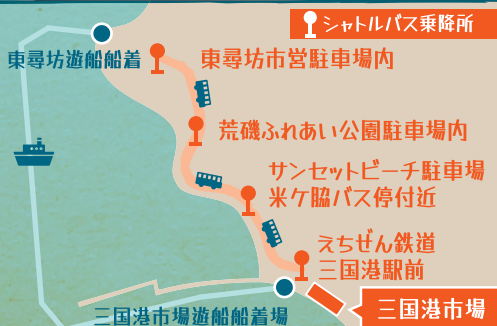 シャトルバス乗降所
東尋坊遊船船着
東尋坊市営駐車場内
荒磯ふれあい公園駐車場内
サンセットビーチ駐車場
米ケ脇バス停付近
えちぜん鉄道
三国港駅前
三国港市場
三国港市場遊船船着場